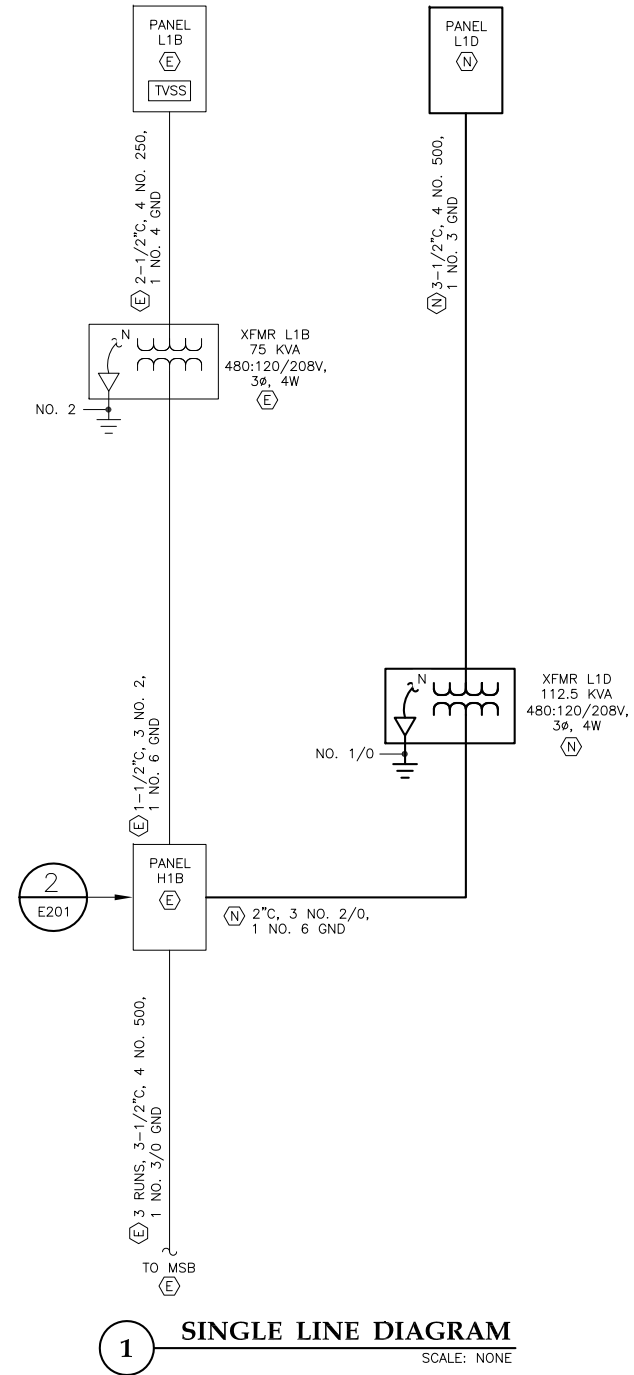 PANEL
L1B
E
TVSS
PANEL
L1D
N
E 2-1/2"C, 4 NO. 250,
1 NO. 4 GND
N 3-1/2"C, 4 NO. 500,
1 NO. 3 GND
N
XFMR L1B
75 KVA
480:120/208V,
3ø, 4W
E
NO. 2
N
XFMR L1D
112.5 KVA
480:120/208V,
3ø, 4W
N
NO. 1/0
E 1-1/2"C, 3 NO. 2,
1 NO. 6 GND
2
E201
PANEL
H1B
E
N 2"C, 3 NO. 2/0,
1 NO. 6 GND
E 3 RUNS, 3-1/2"C, 4 NO. 500,
1 NO. 3/0 GND
TO MSB
E
1
SINGLE LINE DIAGRAM
SCALE: NONE